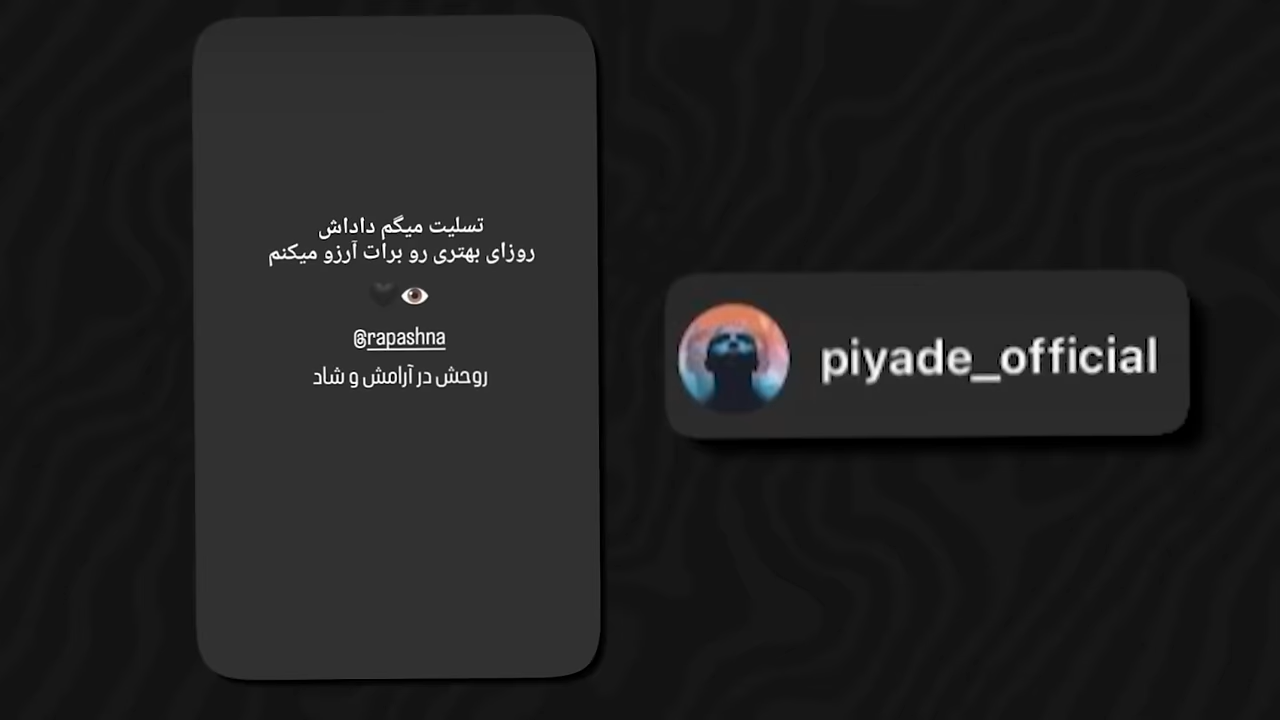 تسلیت میگم داداش
روزای بهتری رو برات آرزو میکنم
🖤👁️
@rapashna
روحش در آرامش و شاد
piyade_official